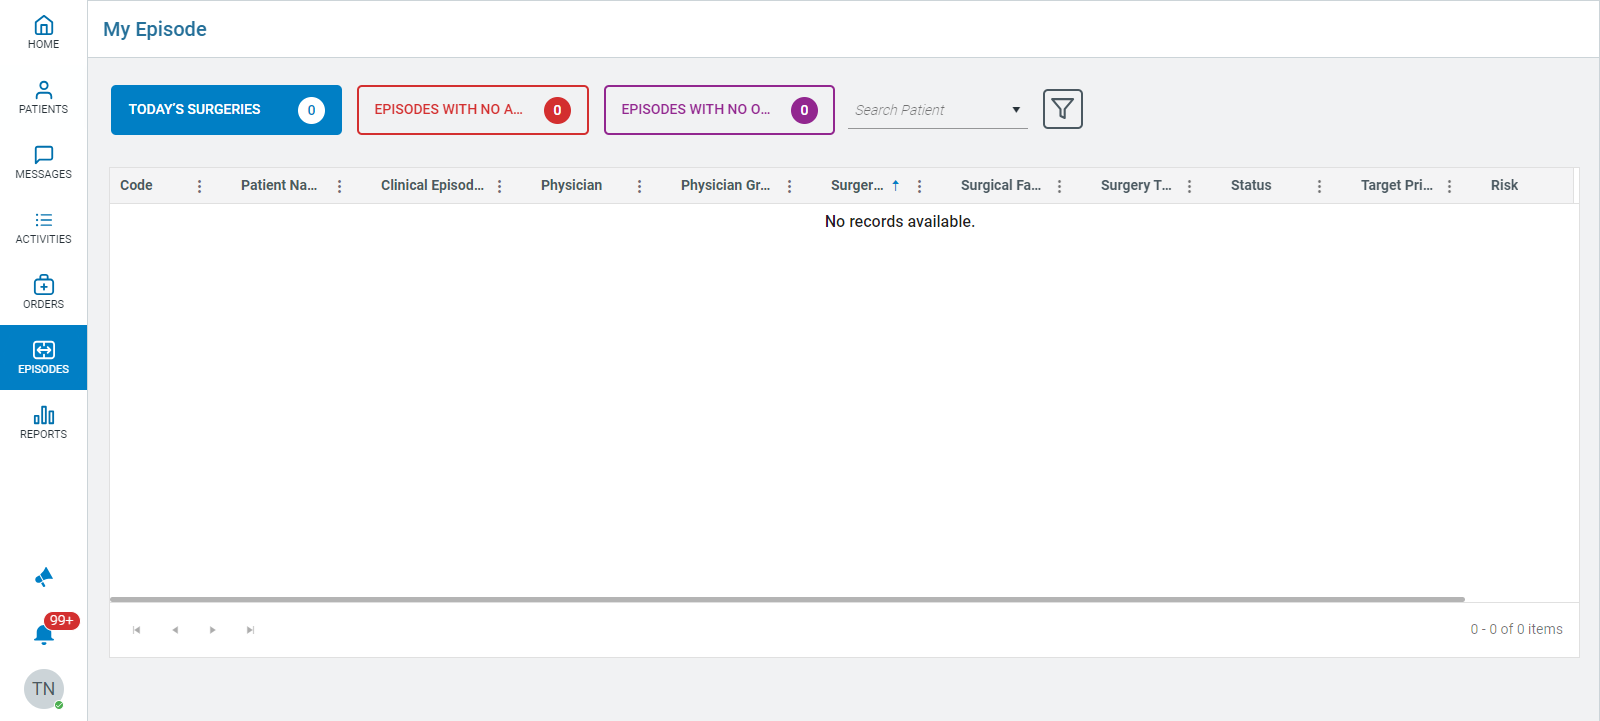 My Episode
HOME
PATIENTS
MESSAGES
ACTIVITIES
ORDERS
EPISODES
REPORTS
99+
TN
TODAY'S SURGERIES 0
EPISODES WITH NO A... 0
EPISODES WITH NO O... 0
Search Patient
Code Patient Na... Clinical Episod... Physician Physician Gr... Surger... Surgical Fa... Surgery T... Status Target Pri... Risk
No records available.
0 - 0 of 0 items